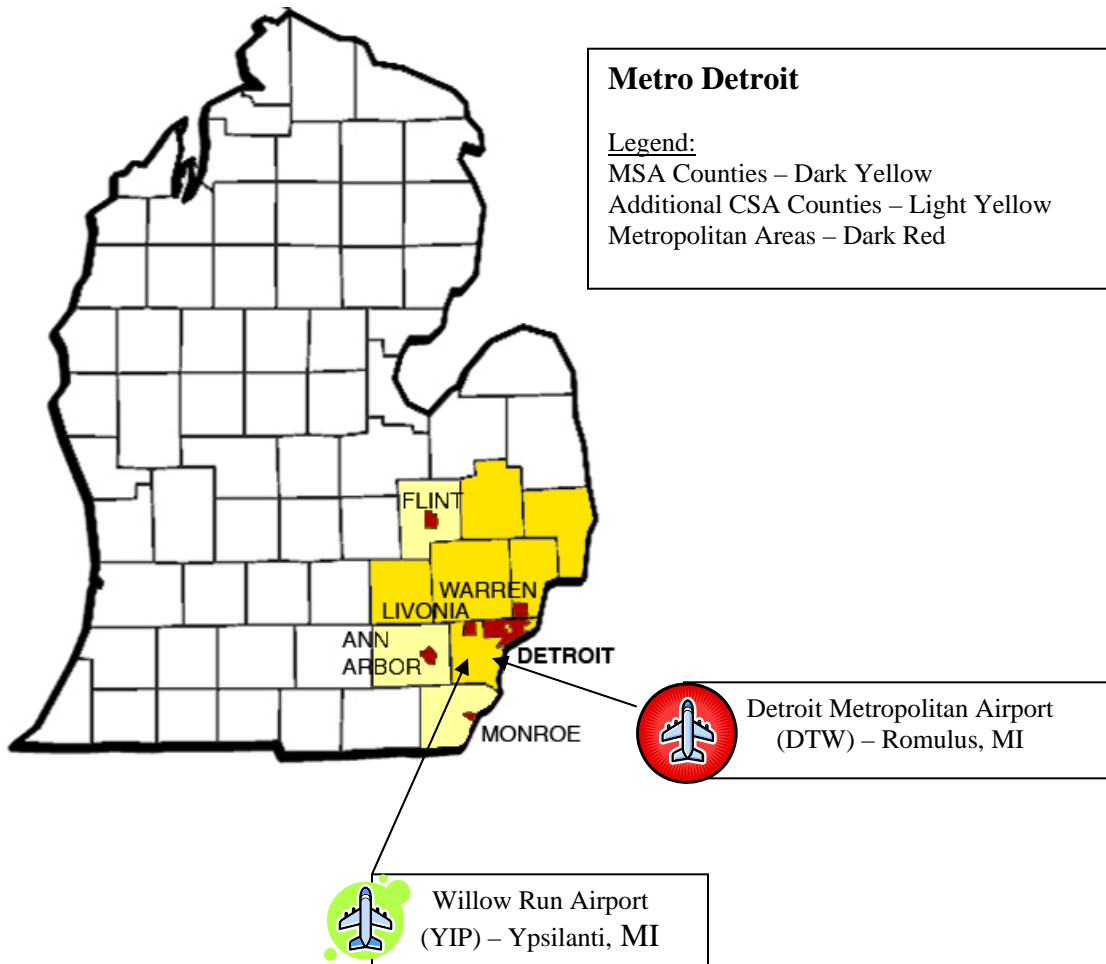 Metro Detroit
Legend:
MSA Counties – Dark Yellow
Additional CSA Counties – Light Yellow
Metropolitan Areas – Dark Red
FLINT
WARREN
LIVONIA
ANN
ARBOR
DETROIT
MONROE
Detroit Metropolitan Airport
(DTW) – Romulus, MI
Willow Run Airport
(YIP) – Ypsilanti, MI